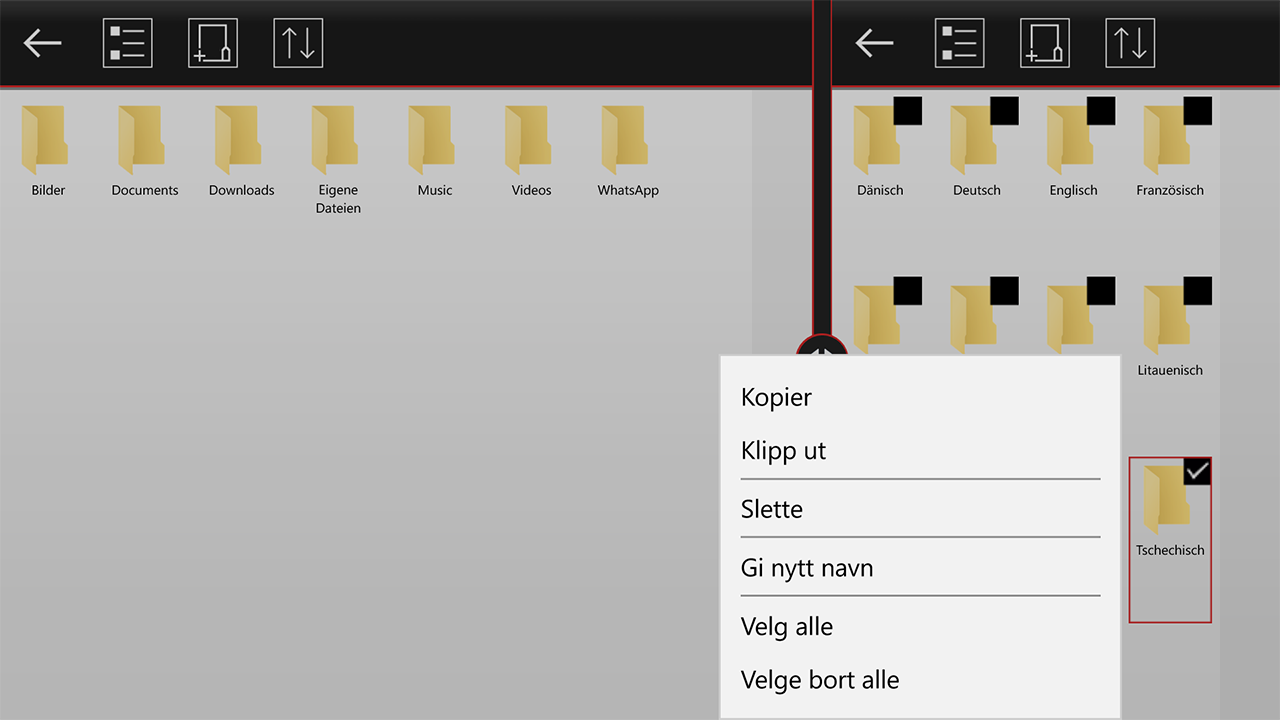 Bilder
Documents
Downloads
Eigene
Dateien
Music
Videos
WhatsApp
Dänisch
Deutsch
Englisch
Französisch
Litauenisch
Tschechisch
Kopier
Klipp ut
Slette
Gi nytt navn
Velg alle
Velge bort alle